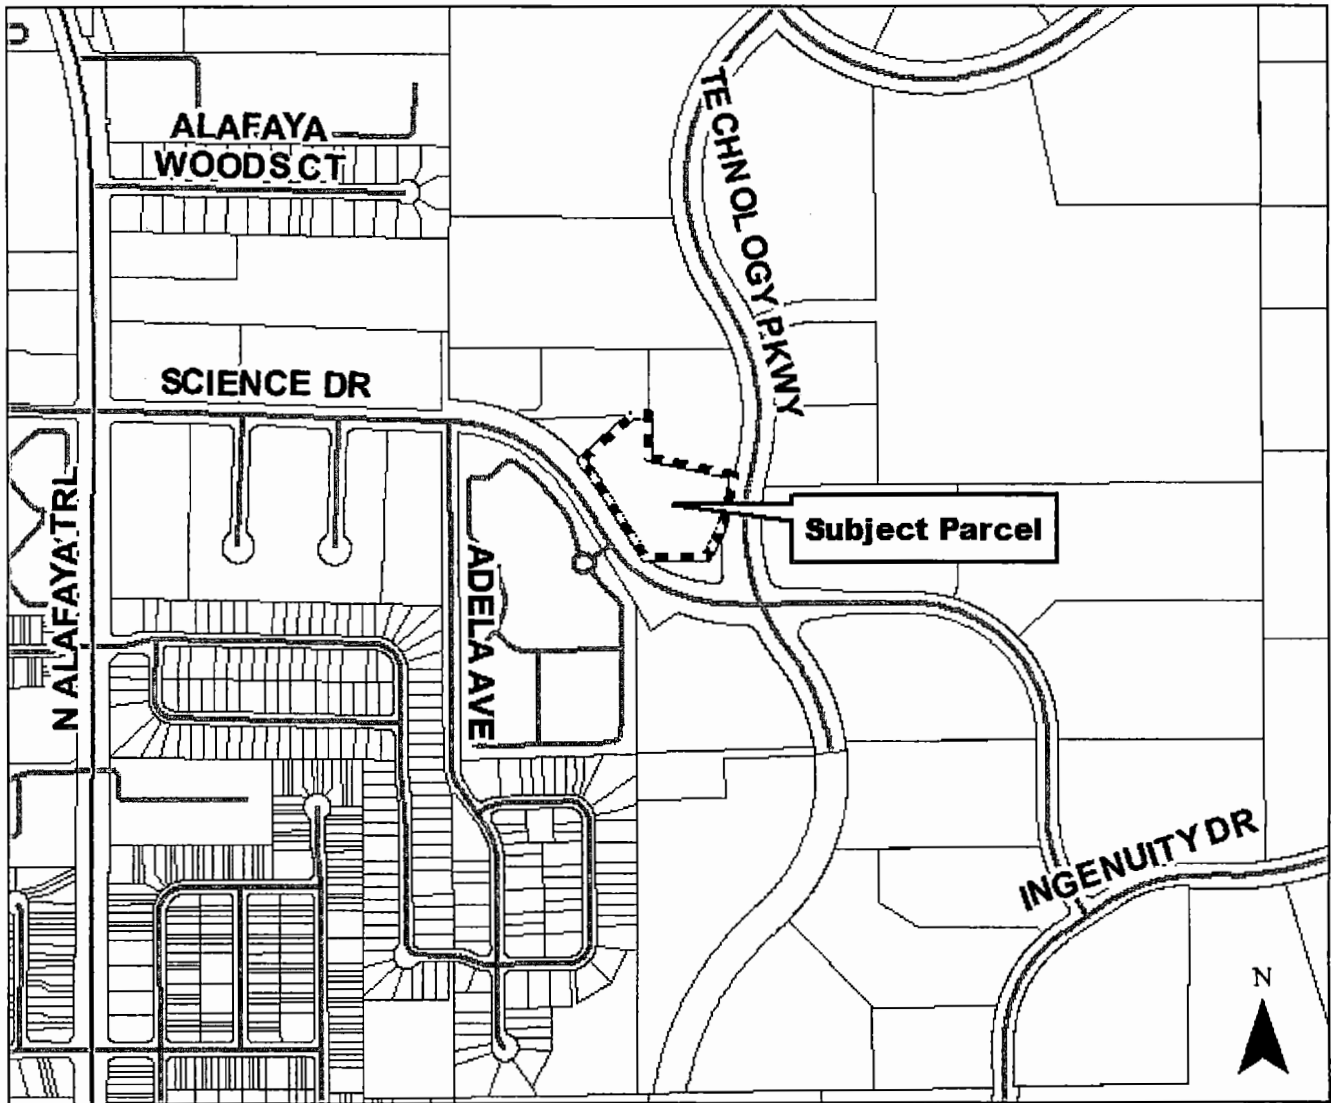 ALAFAYA
WOODS CT
TECHNOLOGY PKWY
SCIENCE DR
N ALAFAYA TRL
Subject Parcel
ADELA AVE
INGENUITY DR
N